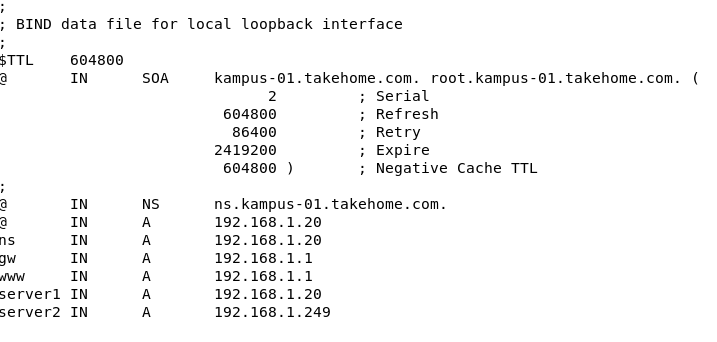 ;
; BIND data file for local loopback interface
;
$TTL    604800
@       IN      SOA     kampus-01.takehome.com. root.kampus-01.takehome.com. (
                              2         ; Serial
                         604800         ; Refresh
                          86400         ; Retry
                        2419200         ; Expire
                         604800 )       ; Negative Cache TTL
;
@       IN      NS      ns.kampus-01.takehome.com.
@       IN      A       192.168.1.20
ns      IN      A       192.168.1.20
gw      IN      A       192.168.1.1
www     IN      A       192.168.1.1
server1 IN      A       192.168.1.20
server2 IN      A       192.168.1.249